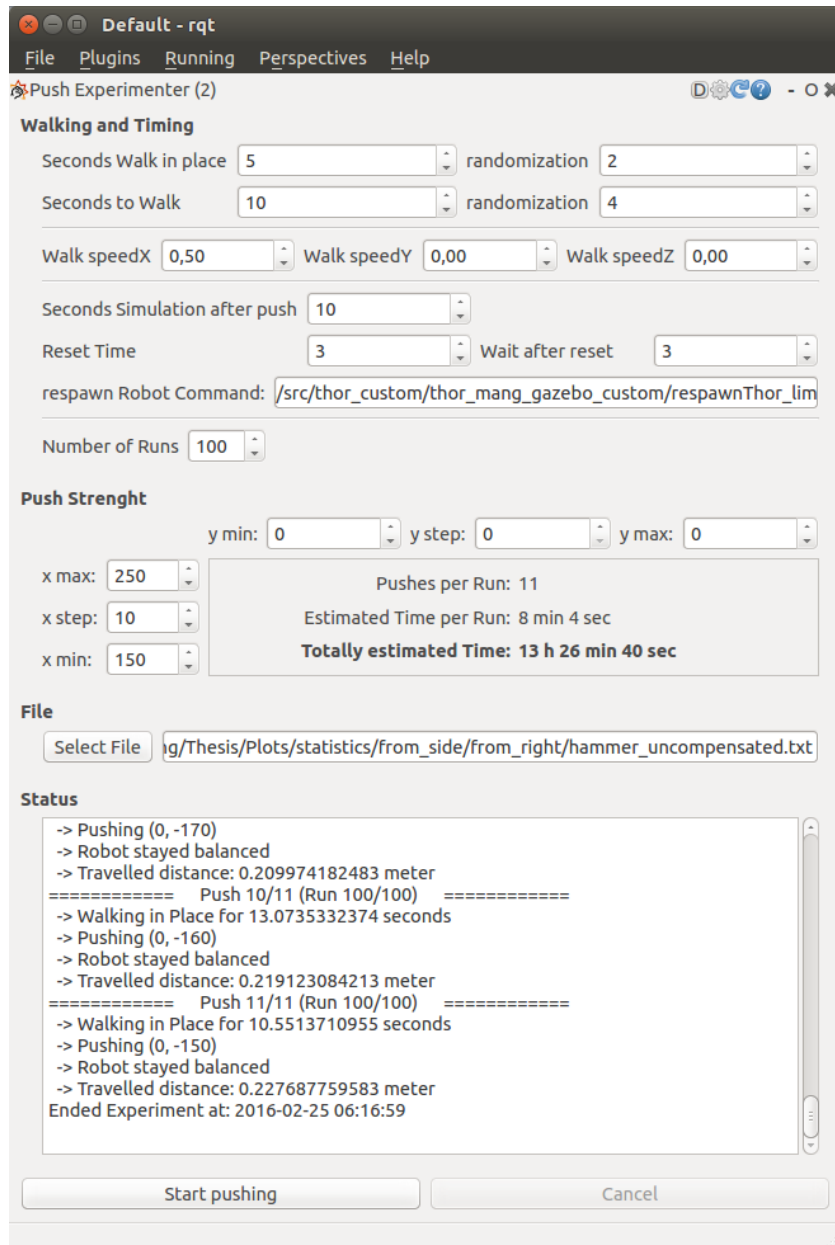 Default - rqt
File Plugins Running Perspectives Help
Push Experimenter (2) D ? - O ✖
Walking and Timing
Seconds Walk in place 5 randomization 2
Seconds to Walk 10 randomization 4
Walk speedX 0,50 Walk speedY 0,00 Walk speedZ 0,00
Seconds Simulation after push 10
Reset Time 3 Wait after reset 3
respawn Robot Command: /src/thor_custom/thor_mang_gazebo_custom/respawnThor_lim
Number of Runs 100
Push Strenght
y min: 0 y step: 0 y max: 0
x max: 250
x step: 10
x min: 150
Pushes per Run: 11
Estimated Time per Run: 8 min 4 sec
Totally estimated Time: 13 h 26 min 40 sec
File
Select File ng/Thesis/Plots/statistics/from_side/from_right/hammer_uncompensated.txt
Status
-> Pushing (0, -170)
-> Robot stayed balanced
-> Travelled distance: 0.209974182483 meter
============ Push 10/11 (Run 100/100) ============
-> Walking in Place for 13.0735332374 seconds
-> Pushing (0, -160)
-> Robot stayed balanced
-> Travelled distance: 0.219123084213 meter
============ Push 11/11 (Run 100/100) ============
-> Walking in Place for 10.5513710955 seconds
-> Pushing (0, -150)
-> Robot stayed balanced
-> Travelled distance: 0.227687759583 meter
Ended Experiment at: 2016-02-25 06:16:59
Start pushing Cancel